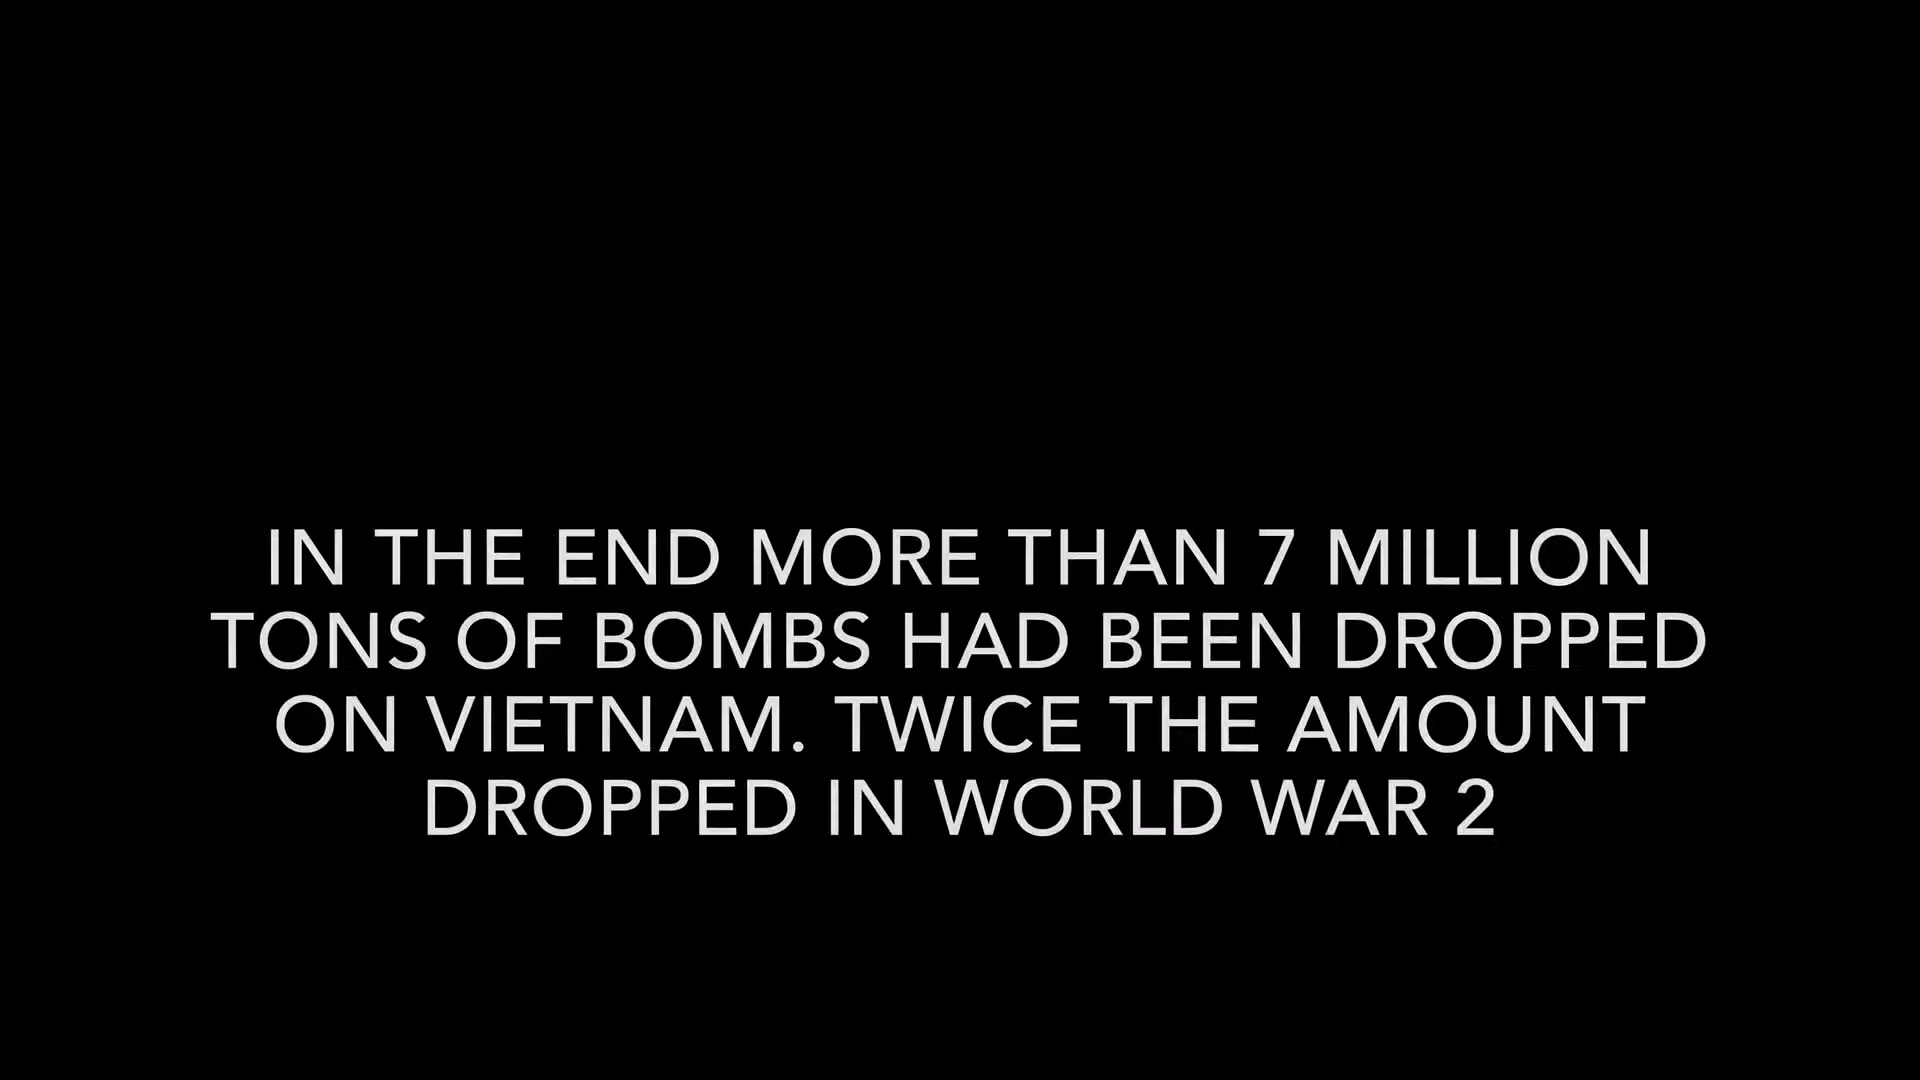 IN THE END MORE THAN 7 MILLION
TONS OF BOMBS HAD BEEN DROPPED
ON VIETNAM. TWICE THE AMOUNT
DROPPED IN WORLD WAR 2